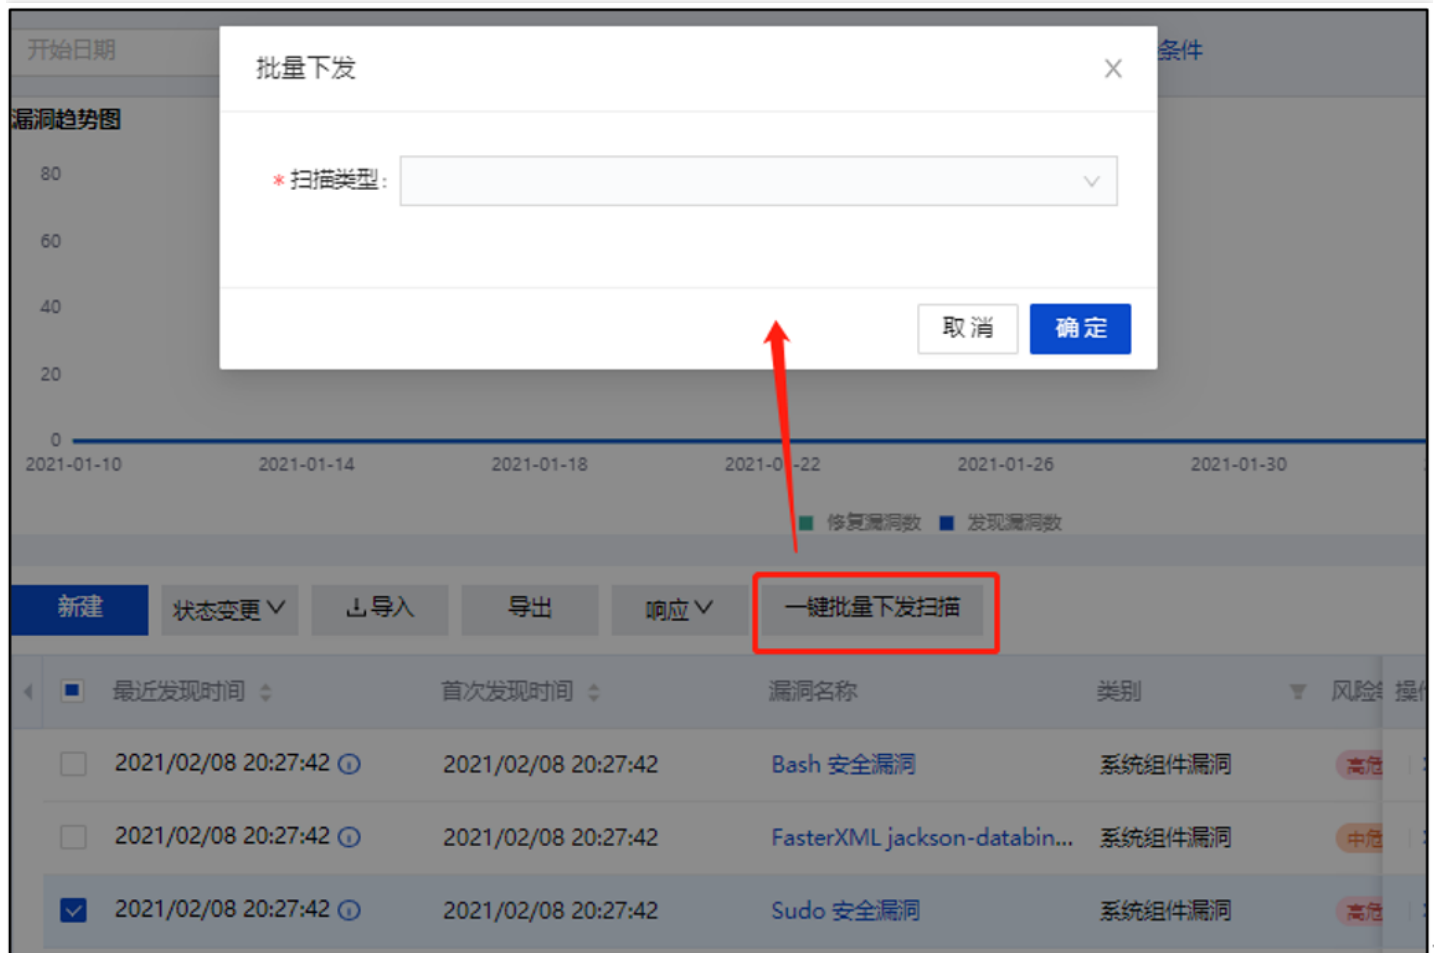 开始日期
批量下发
条件
漏洞趋势图
* 扫描类型:
80
60
40
20
0
取消 确定
2021-01-10 2021-01-14 2021-01-18 2021-01-22 2021-01-26 2021-01-30
修复漏洞数 发现漏洞数
新建 状态变更 导入 导出 响应 一键批量下发扫描
最近发现时间 首次发现时间 漏洞名称 类别 风险 操作
2021/02/08 20:27:42 2021/02/08 20:27:42 Bash 安全漏洞 系统组件漏洞 高危
2021/02/08 20:27:42 2021/02/08 20:27:42 FasterXML jackson-databin... 系统组件漏洞 中危
2021/02/08 20:27:42 2021/02/08 20:27:42 Sudo 安全漏洞 系统组件漏洞 高危